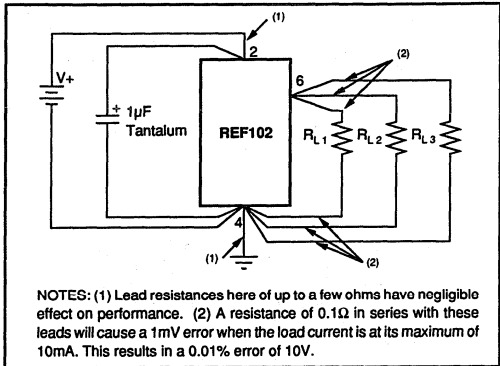 (1)
2
(2)
V+
6
+
1μF
Tantalum
REF102
RL1
RL2
RL3
4
(1)
(2)
NOTES: (1) Lead resistances here of up to a few ohms have negligible
effect on performance. (2) A resistance of 0.1Ω in series with these
leads will cause a 1mV error when the load current is at its maximum of
10mA. This results in a 0.01% error of 10V.